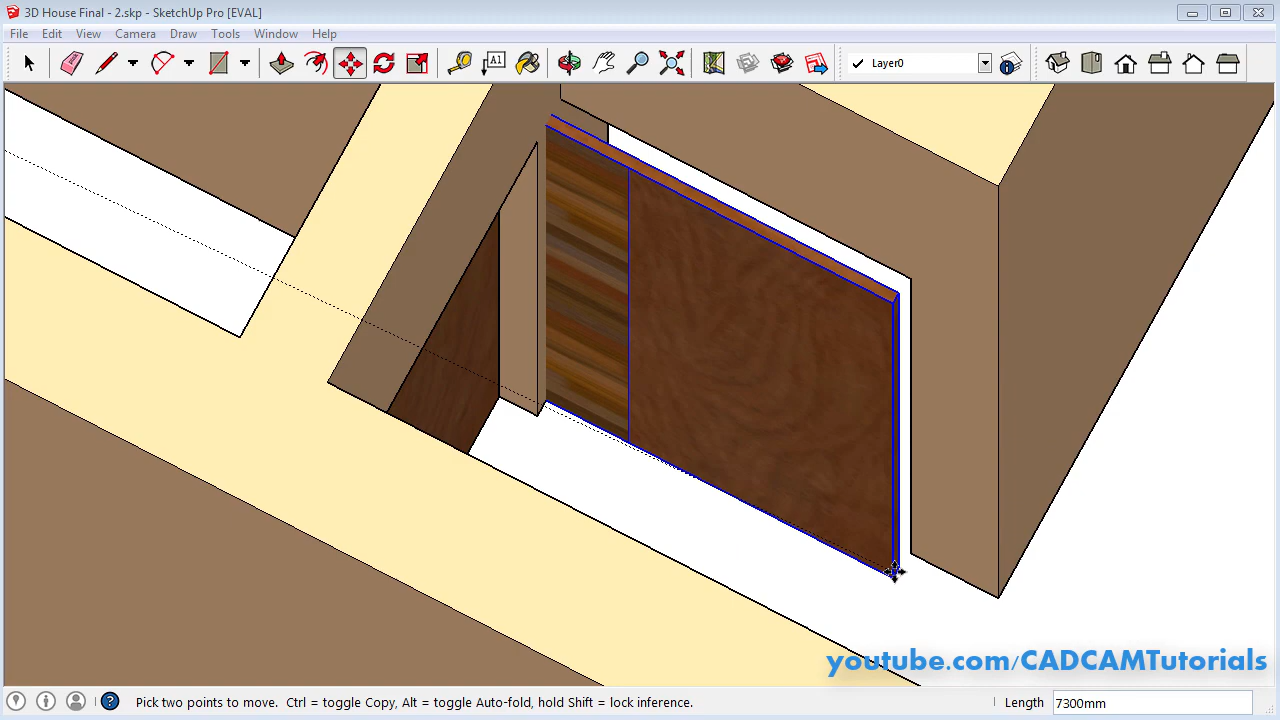 3D House Final - 2.skp - SketchUp Pro [EVAL]
File Edit View Camera Draw Tools Window Help
A1
Layer0
youtube.com/CADCAMTutorials
Pick two points to move. Ctrl = toggle Copy, Alt = toggle Auto-fold, hold Shift = lock inference.
Length 7300mm